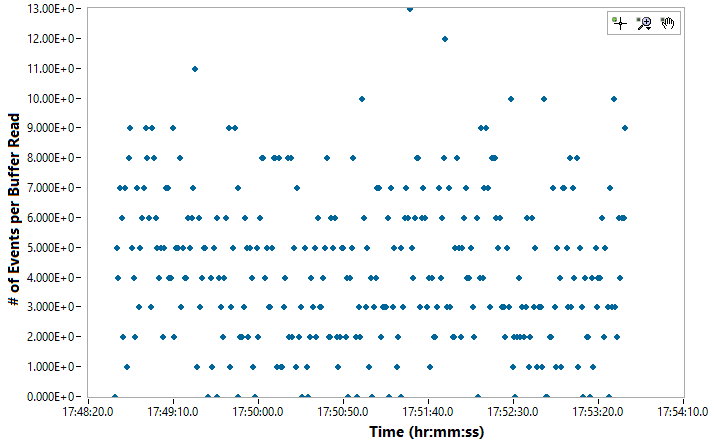 13.00E+0
12.00E+0
11.00E+0
10.00E+0
9.000E+0
8.000E+0
7.000E+0
6.000E+0
5.000E+0
4.000E+0
3.000E+0
2.000E+0
1.000E+0
0.000E+0
# of Events per Buffer Read
17:48:20.0 17:49:10.0 17:50:00.0 17:50:50.0 17:51:40.0 17:52:30.0 17:53:20.0 17:54:10.0
Time (hr:mm:ss)